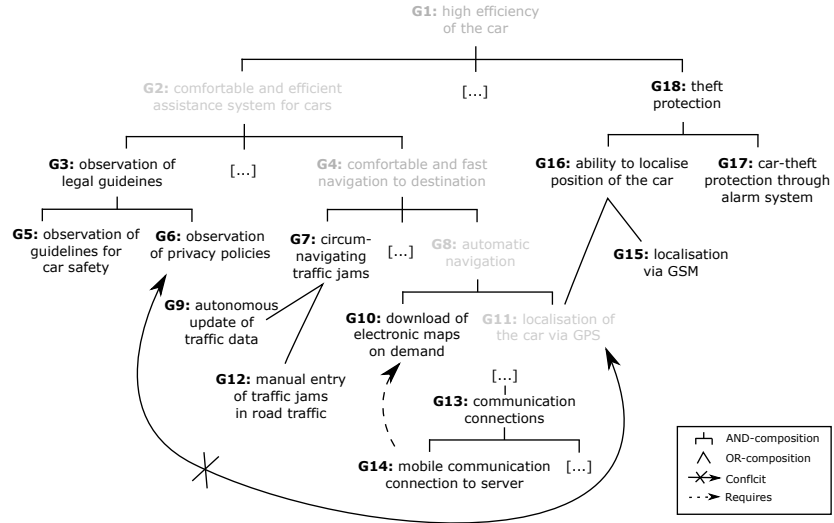 G1: high efficiency
of the car
G2: comfortable and efficient
assistance system for cars
[...]
G18: theft
protection
G3: observation of
legal guideines
[...]
G4: comfortable and fast
navigation to destination
G16: ability to localise
position of the car
G17: car-theft
protection through
alarm system
G5: observation of
guidelines for
car safety
G6: observation
of privacy policies
G7: circum-
navigating
traffic jams
[...]
G8: automatic
navigation
G15: localisation
via GSM
G9: autonomous
update of
traffic data
G10: download of
electronic maps
on demand
G11: localisation of
the car via GPS
G12: manual entry
of traffic jams
in road traffic
[...]
G13: communication
connections
G14: mobile communication
connection to server
[...]
AND-composition
OR-composition
Conflcit
Requires